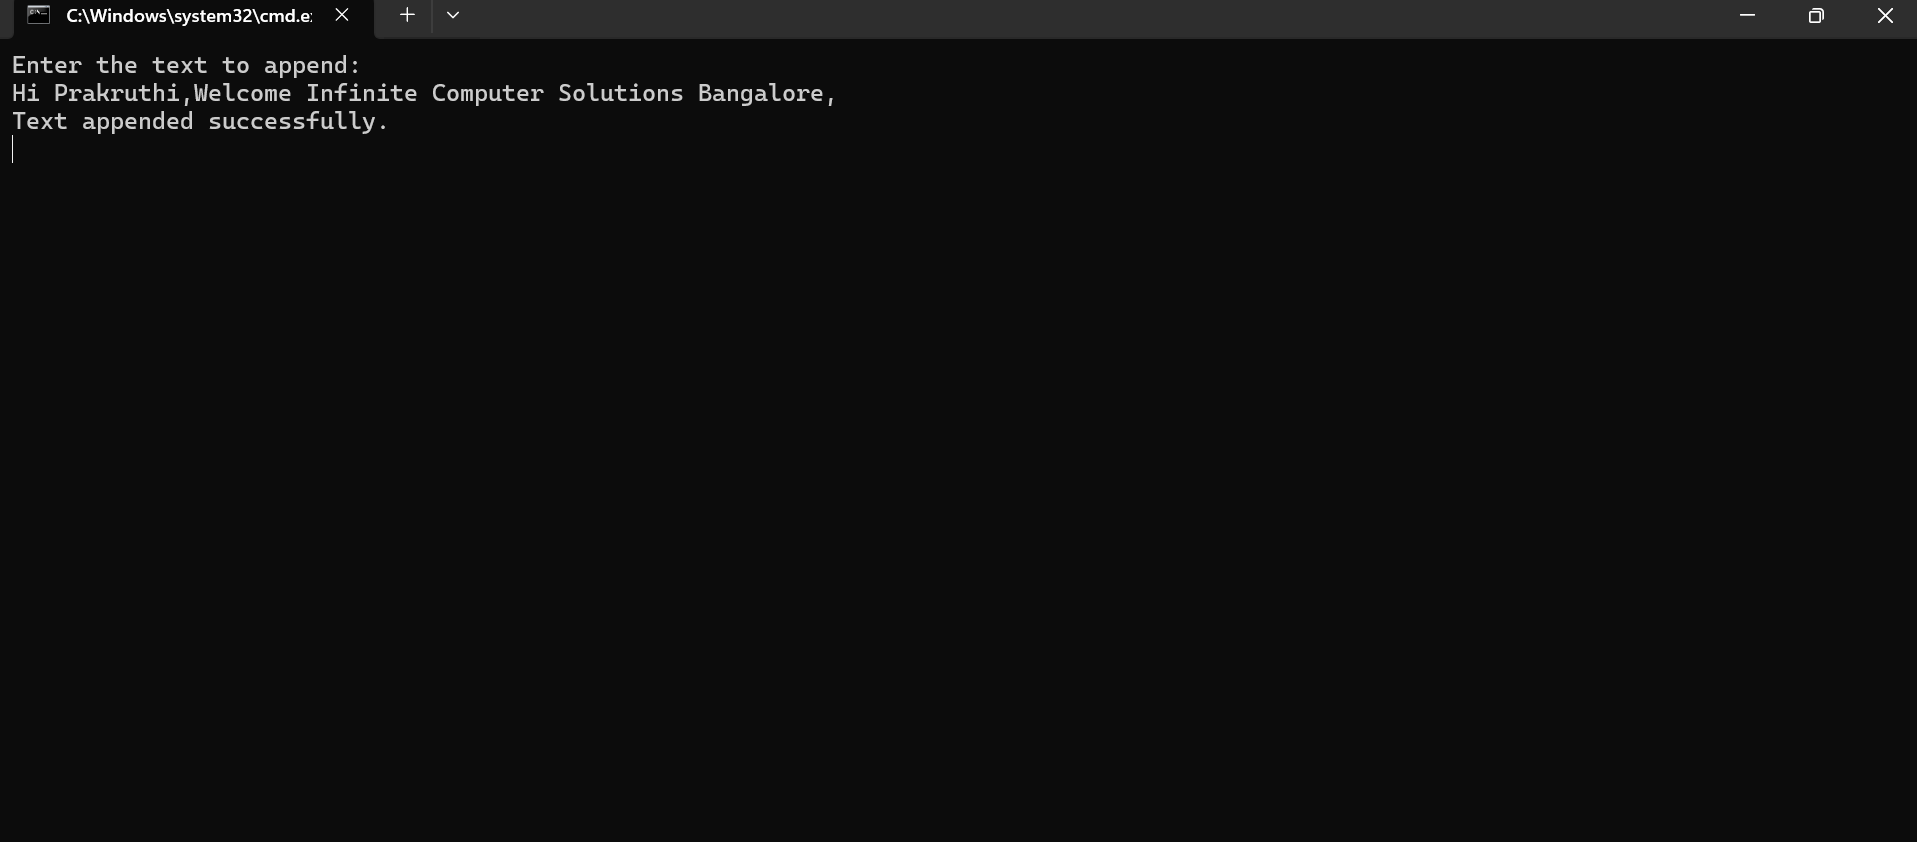 C:\Windows\system32\cmd.e
Enter the text to append:
Hi Prakruthi,Welcome Infinite Computer Solutions Bangalore,
Text appended successfully.